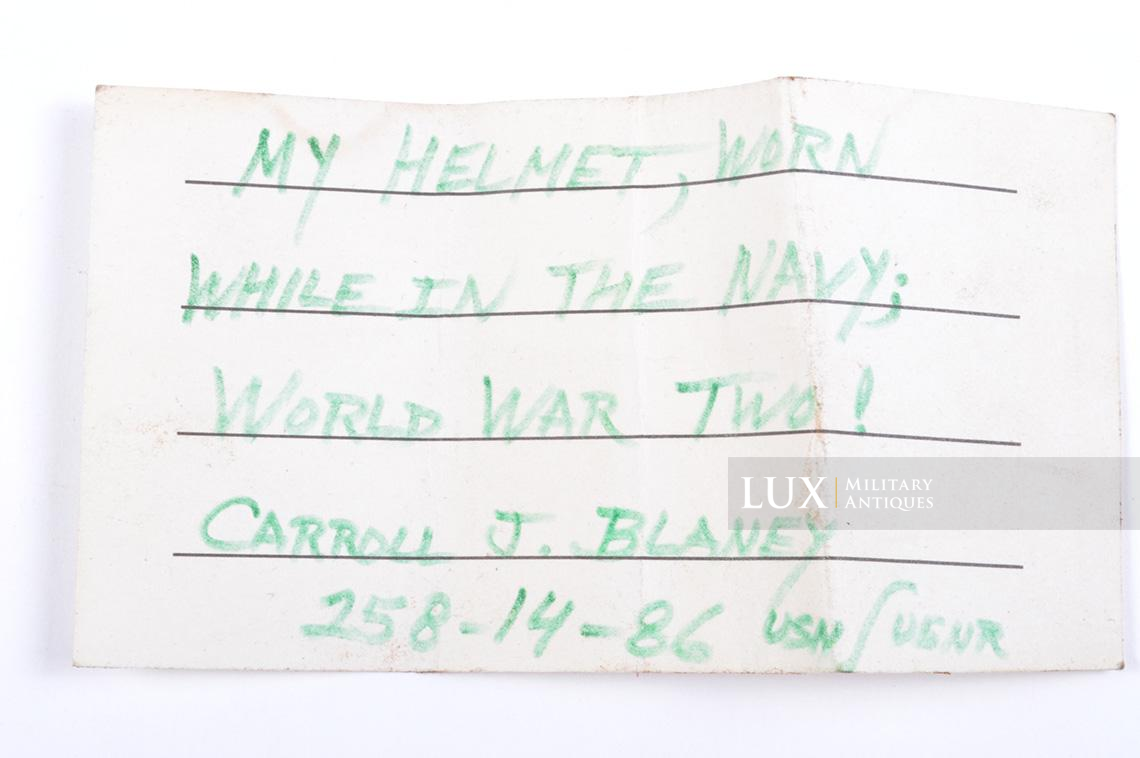 MY HELMET, WORN
WHILE IN THE NAVY;
WORLD WAR TWO!
CARROLL J. BLANEY
258-14-86 USN/USNR
LUX MILITARY ANTIQUES